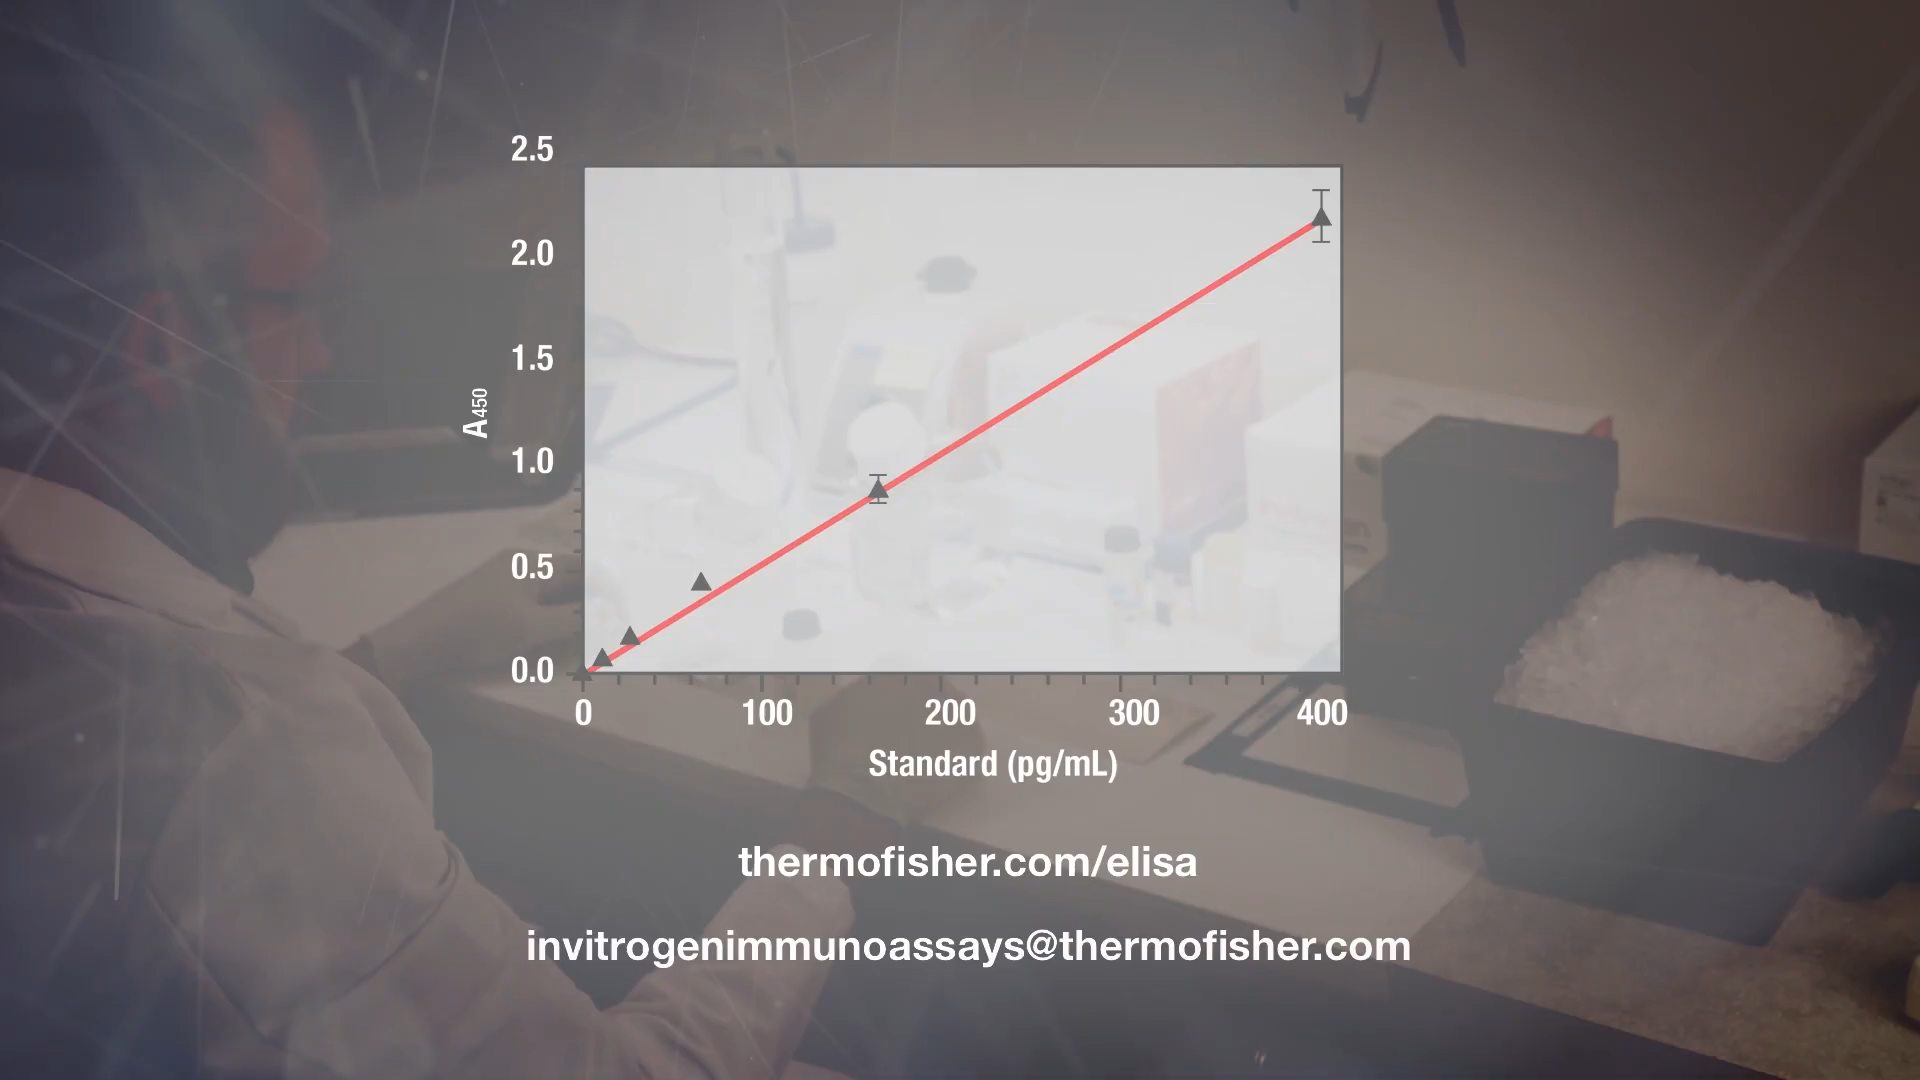 2.5
2.0
1.5
1.0
0.5
0.0
A450
0 100 200 300 400
Standard (pg/mL)
thermofisher.com/elisa
invitrogenimmunoassays@thermofisher.com